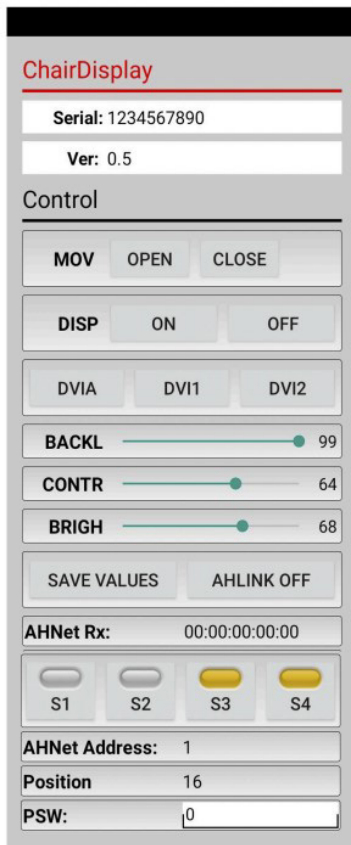 ChairDisplay
Serial: 1234567890
Ver: 0.5
Control
MOV OPEN CLOSE
DISP ON OFF
DVIA DVI1 DVI2
BACKL 99
CONTR 64
BRIGH 68
SAVE VALUES AHLINK OFF
AHNet Rx: 00:00:00:00:00
S1 S2 S3 S4
AHNet Address: 1
Position 16
PSW: 0